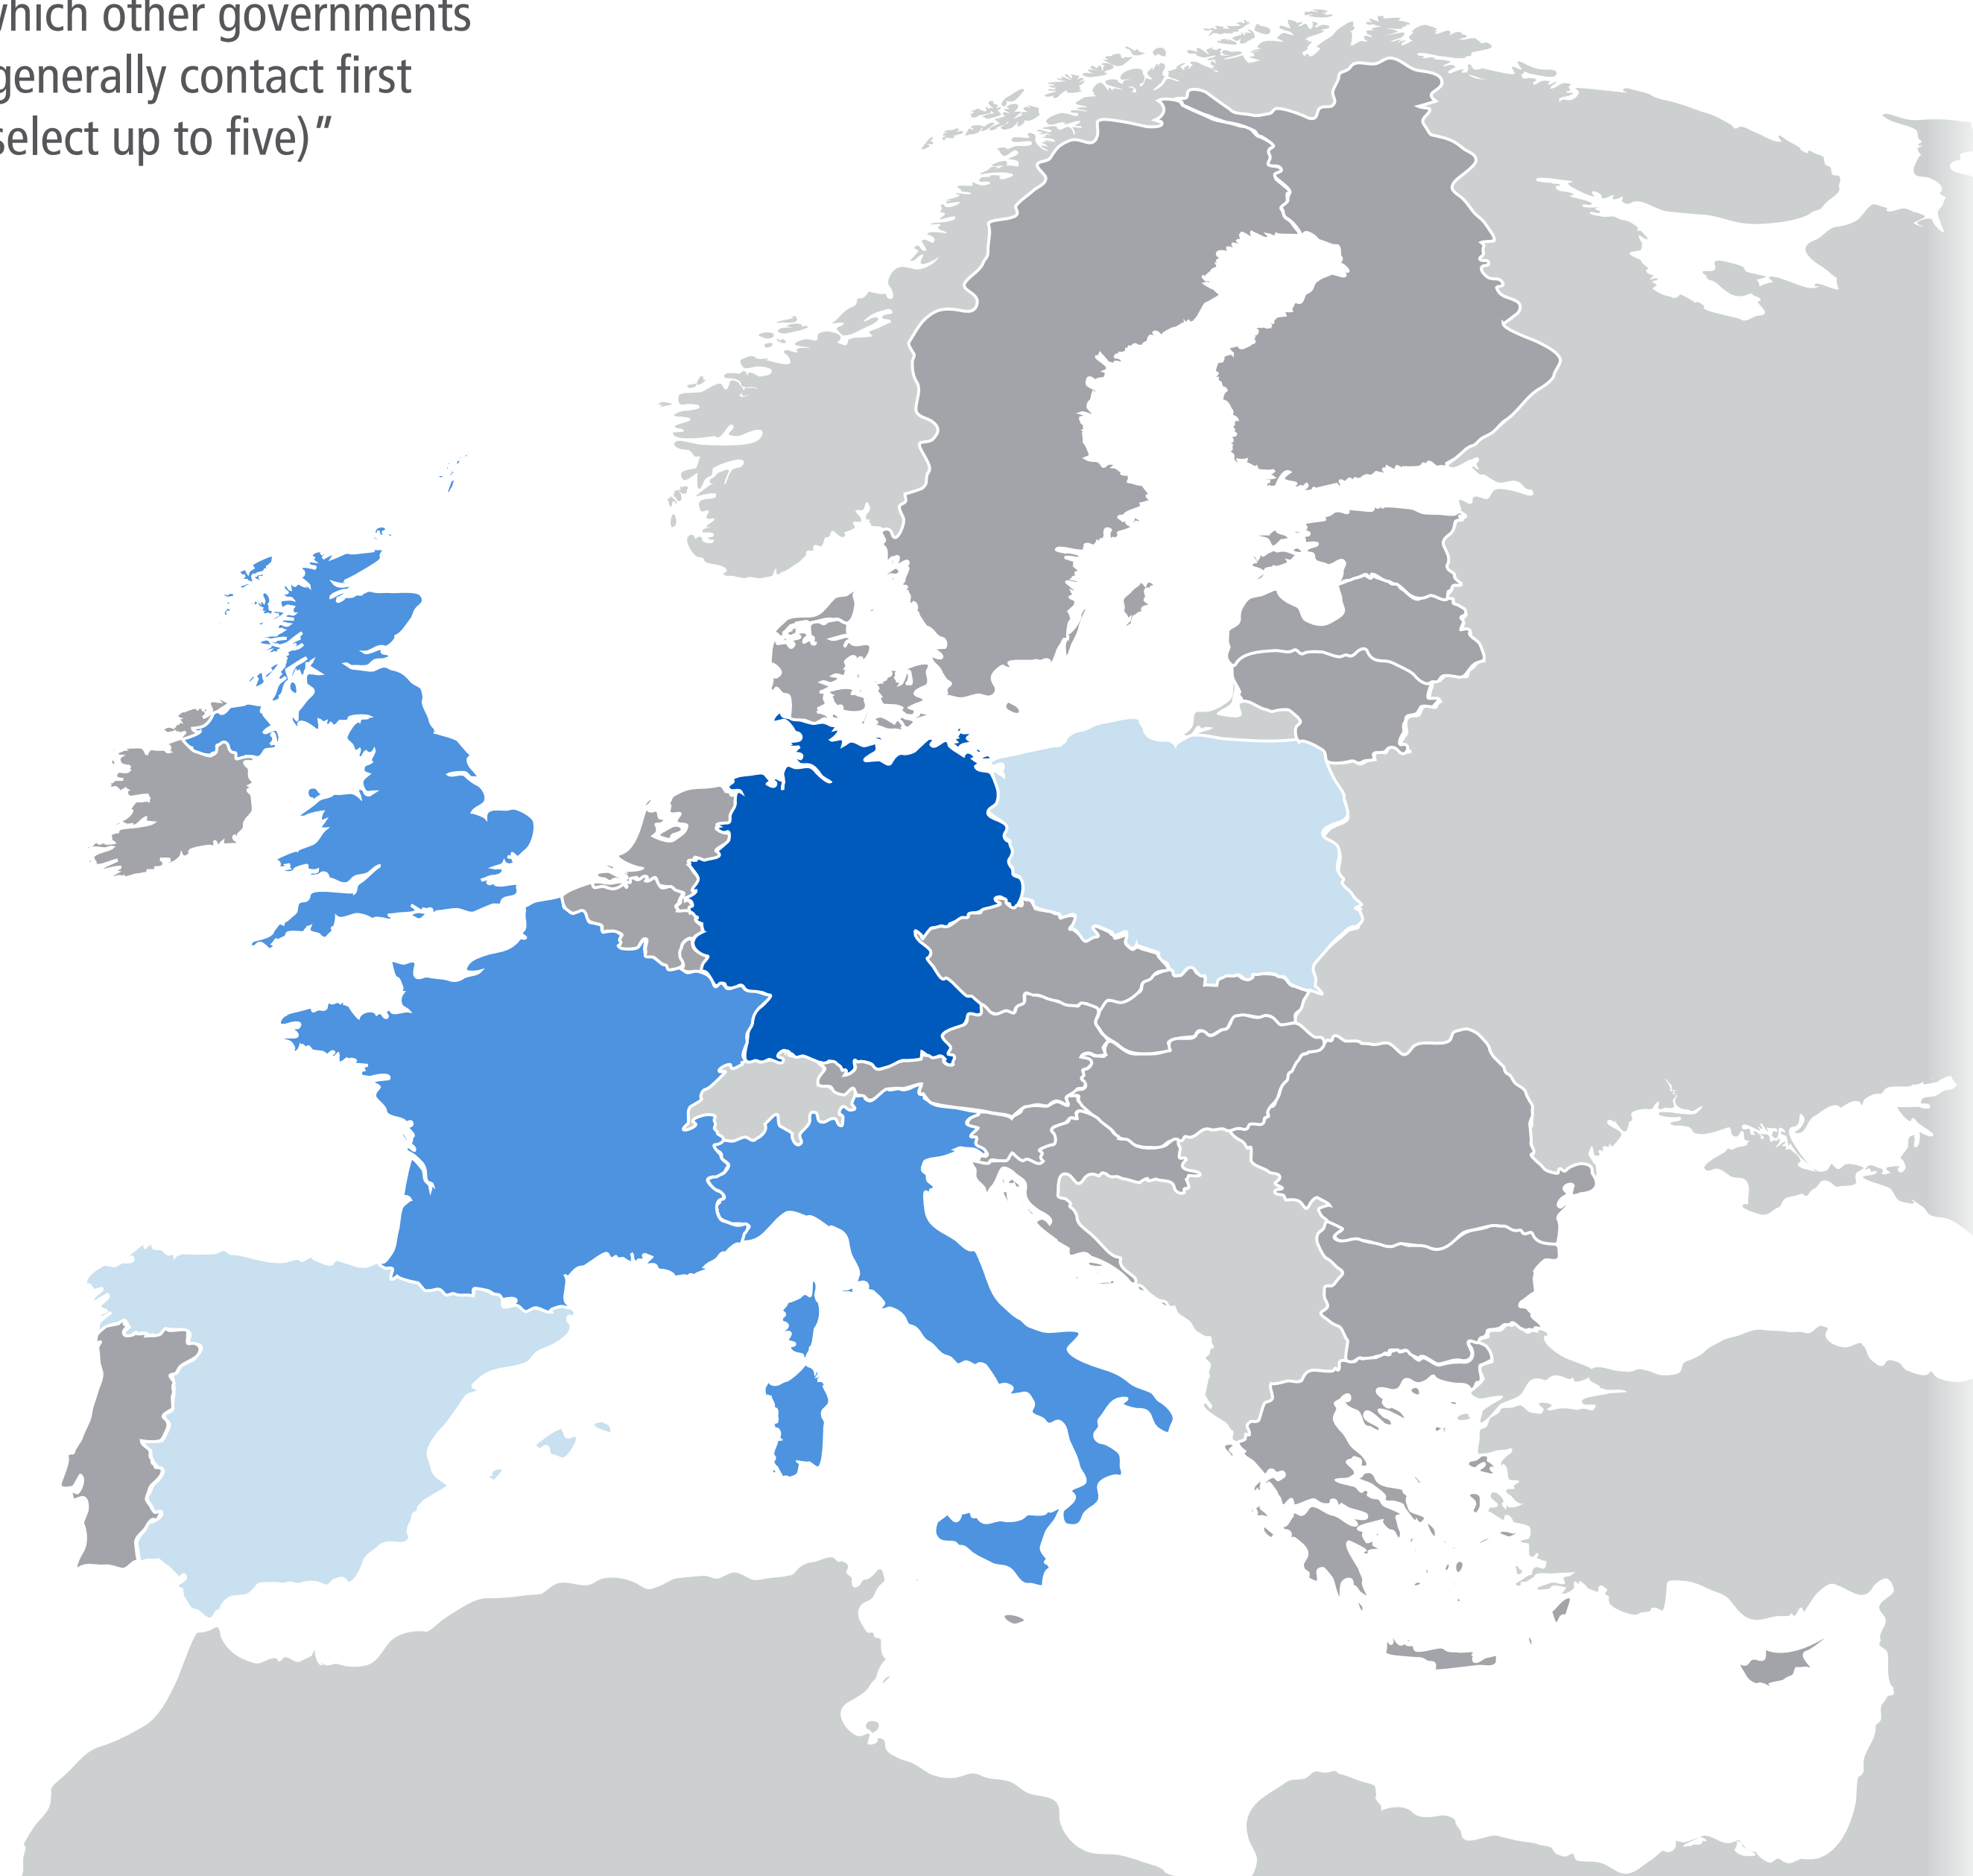 hich other governments
generally contact first
elect up to five)“”